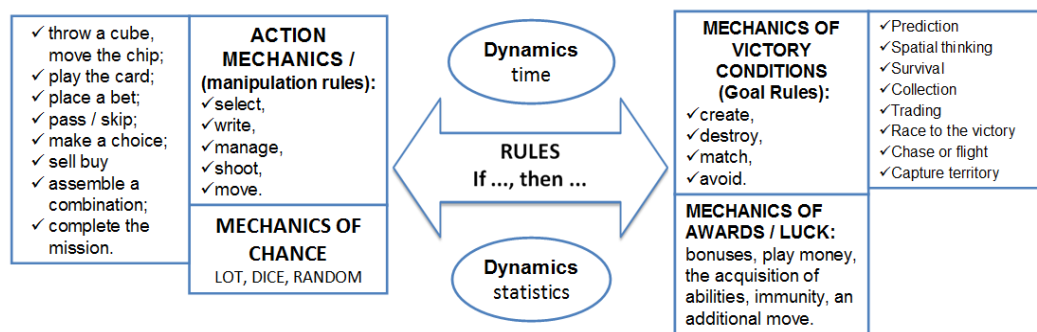 ✓ throw a cube,
move the chip;
✓ play the card;
✓ place a bet;
✓ pass / skip;
✓ make a choice;
✓ sell buy
✓ assemble a
combination;
✓ complete the
mission.
ACTION
MECHANICS /
(manipulation rules):
✓select,
✓write,
✓manage,
✓shoot,
✓move.
MECHANICS OF
CHANCE
LOT, DICE, RANDOM
Dynamics
time
RULES
If ..., then ...
Dynamics
statistics
MECHANICS OF
VICTORY
CONDITIONS
(Goal Rules):
✓create,
✓destroy,
✓match,
✓avoid.
MECHANICS OF
AWARDS / LUCK:
bonuses, play money,
the acquisition of
abilities, immunity, an
additional move.
✓Prediction
✓Spatial thinking
✓Survival
✓Collection
✓Trading
✓Race to the victory
✓Chase or flight
✓Capture territory